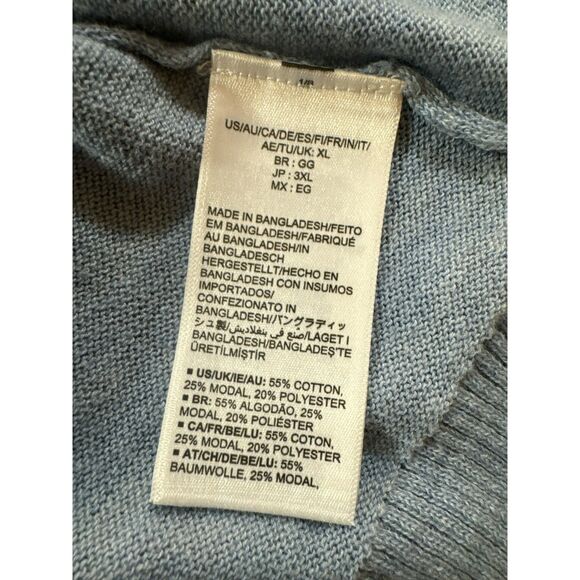 US/AU/CA/DE/ES/FI/FR/IN/IT/
AE/TU/UK: XL
BR : GG
JP : 3XL
MX : EG
MADE IN BANGLADESH/FEITO
EM BANGLADESH/FABRIQUÉ
AU BANGLADESH/IN
BANGLADESCH
HERGESTELLT/HECHO EN
BANGLADESH CON INSUMOS
IMPORTADOS/
CONFEZIONATO IN
BANGLADESH/バングラディッ
シュ製/صنع في بنغلاديش/LAGET I
BANGLADESH/BANGLADEŞTE
ÜRETİLMİŞTİR
■ US/UK/IE/AU: 55% COTTON,
25% MODAL, 20% POLYESTER
■ BR: 55% ALGODÃO, 25%
MODAL, 20% POLIÉSTER
■ CA/FR/BE/LU: 55% COTON,
25% MODAL, 20% POLYESTER
■ AT/CH/DE/BE/LU: 55%
BAUMWOLLE, 25% MODAL,